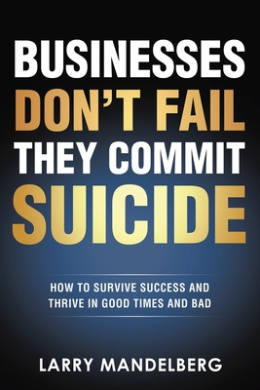 BUSINESSES
DON'T FAIL
THEY COMMIT
SUICIDE
HOW TO SURVIVE SUCCESS AND
THRIVE IN GOOD TIMES AND BAD
LARRY MANDELBERG